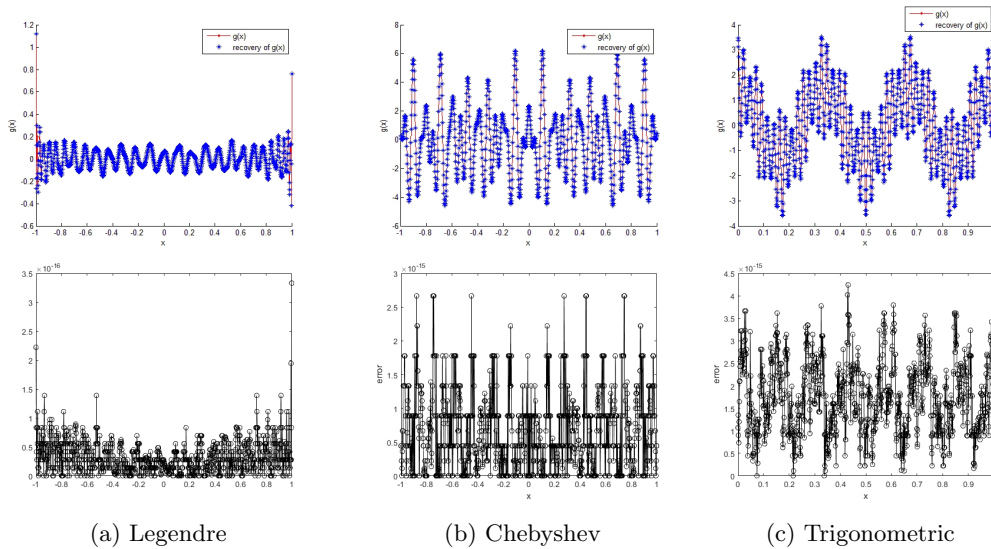 1.2
1
0.8
0.6
0.4
0.2
0
-0.2
-0.4
-0.6
g(x)
g(x)
recovery of g(x)
-1 -0.8 -0.6 -0.4 -0.2 0 0.2 0.4 0.6 0.8 1
x
8
6
4
2
0
-2
-4
-6
g(x)
g(x)
recovery of g(x)
-1 -0.8 -0.6 -0.4 -0.2 0 0.2 0.4 0.6 0.8 1
x
4
3
2
1
0
-1
-2
-3
-4
g(x)
g(x)
recovery of g(x)
0 0.1 0.2 0.3 0.4 0.5 0.6 0.7 0.8 0.9
x
×10⁻¹⁶
3.5
3
2.5
2
1.5
1
0.5
0
-1 -0.8 -0.6 -0.4 -0.2 0 0.2 0.4 0.6 0.8 1
×10⁻¹⁵
3
2.5
2
1.5
1
0.5
0
error
-1 -0.8 -0.6 -0.4 -0.2 0 0.2 0.4 0.6 0.8 1
x
×10⁻¹⁵
4.5
4
3.5
3
2.5
2
1.5
1
0.5
0
error
0 0.1 0.2 0.3 0.4 0.5 0.6 0.7 0.8 0.9
x
(a) Legendre
(b) Chebyshev
(c) Trigonometric